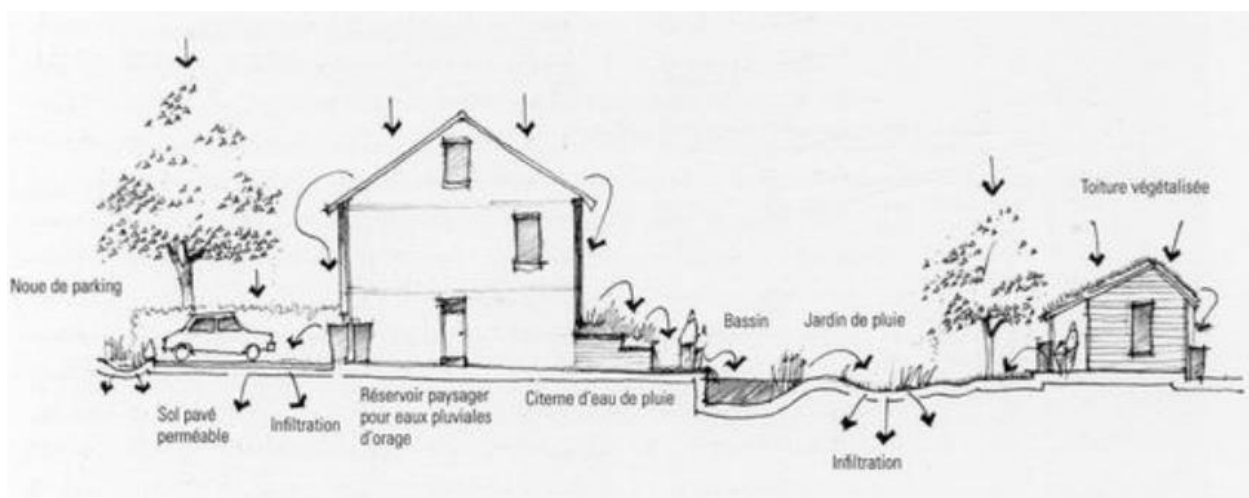 Toiture végétalisée
Noue de parking
Bassin
Jardin de pluie
Sol pavé
perméable
Infiltration
Réservoir paysager
pour eaux pluviales
d'orage
Citerne d'eau de pluie
Infiltration